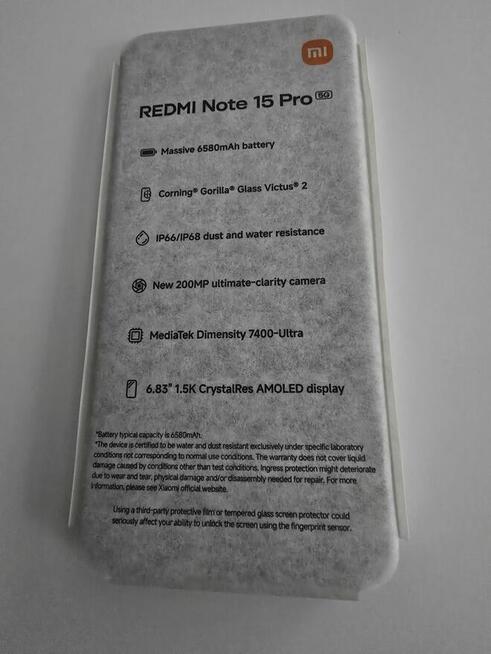 mi
REDMI Note 15 Pro 5G
Massive 6580mAh battery
Corning® Gorilla® Glass Victus® 2
IP66/IP68 dust and water resistance
New 200MP ultimate-clarity camera
MediaTek Dimensity 7400-Ultra
6.83" 1.5K CrystalRes AMOLED display
*Battery typical capacity is 6580mAh.
*The device is certified to be water and dust resistant exclusively under specific laboratory
conditions not corresponding to normal use conditions. The warranty does not cover liquid
damage caused by conditions other than test conditions. Ingress protection might deteriorate
due to wear and tear, physical damage and/or disassembly needed for repair. For more
information, please see Xiaomi official website.
Using a third-party protective film or tempered glass screen protector could
seriously affect your ability to unlock the screen using the fingerprint sensor.